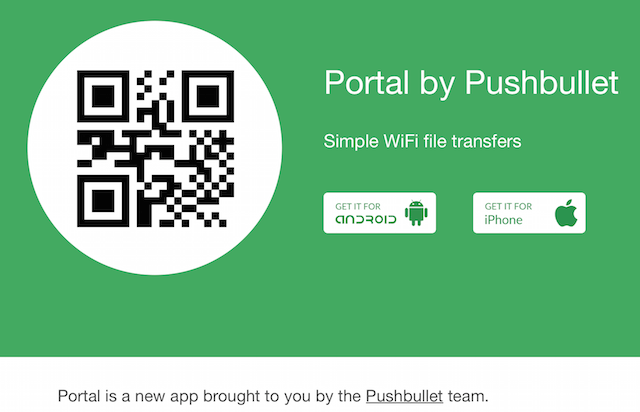 Portal by Pushbullet
Simple WiFi file transfers
GET IT FOR
ANDROID
GET IT FOR
iPhone
Portal is a new app brought to you by the Pushbullet team.